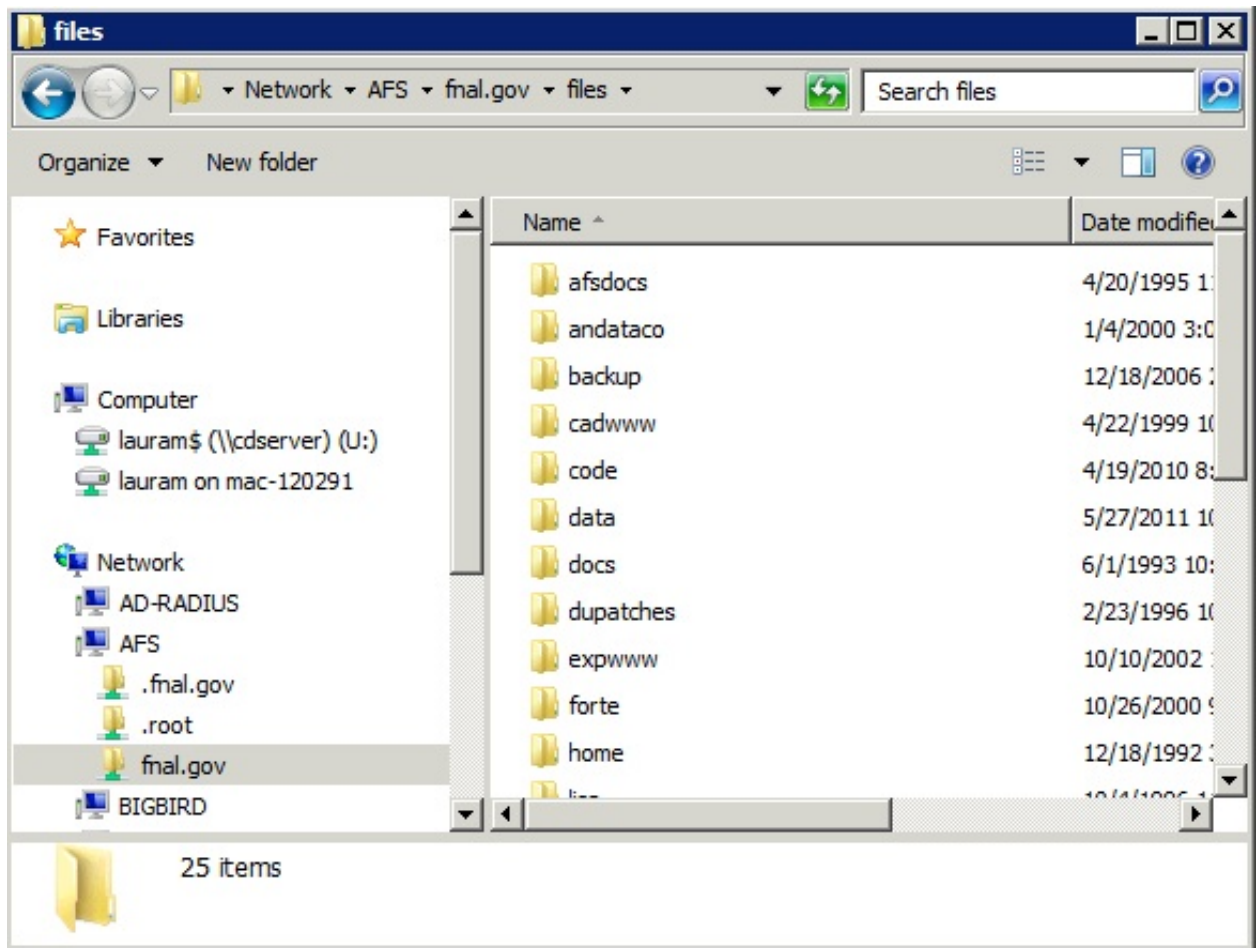 files
Network AFS fnal.gov files
Search files
Organize New folder
Favorites
Libraries
Computer
lauram$ (\\cdserver) (U:)
lauram on mac-120291
Network
AD-RADIUS
AFS
.fnal.gov
.root
fnal.gov
BIGBIRD
Name Date modified
afsdocs 4/20/1995
andataco 1/4/2000
backup 12/18/2006
cadwww 4/22/1999
code 4/19/2010
data 5/27/2011
docs 6/1/1993
dupatches 2/23/1996
expwww 10/10/2002
forte 10/26/2000
home 12/18/1992
25 items